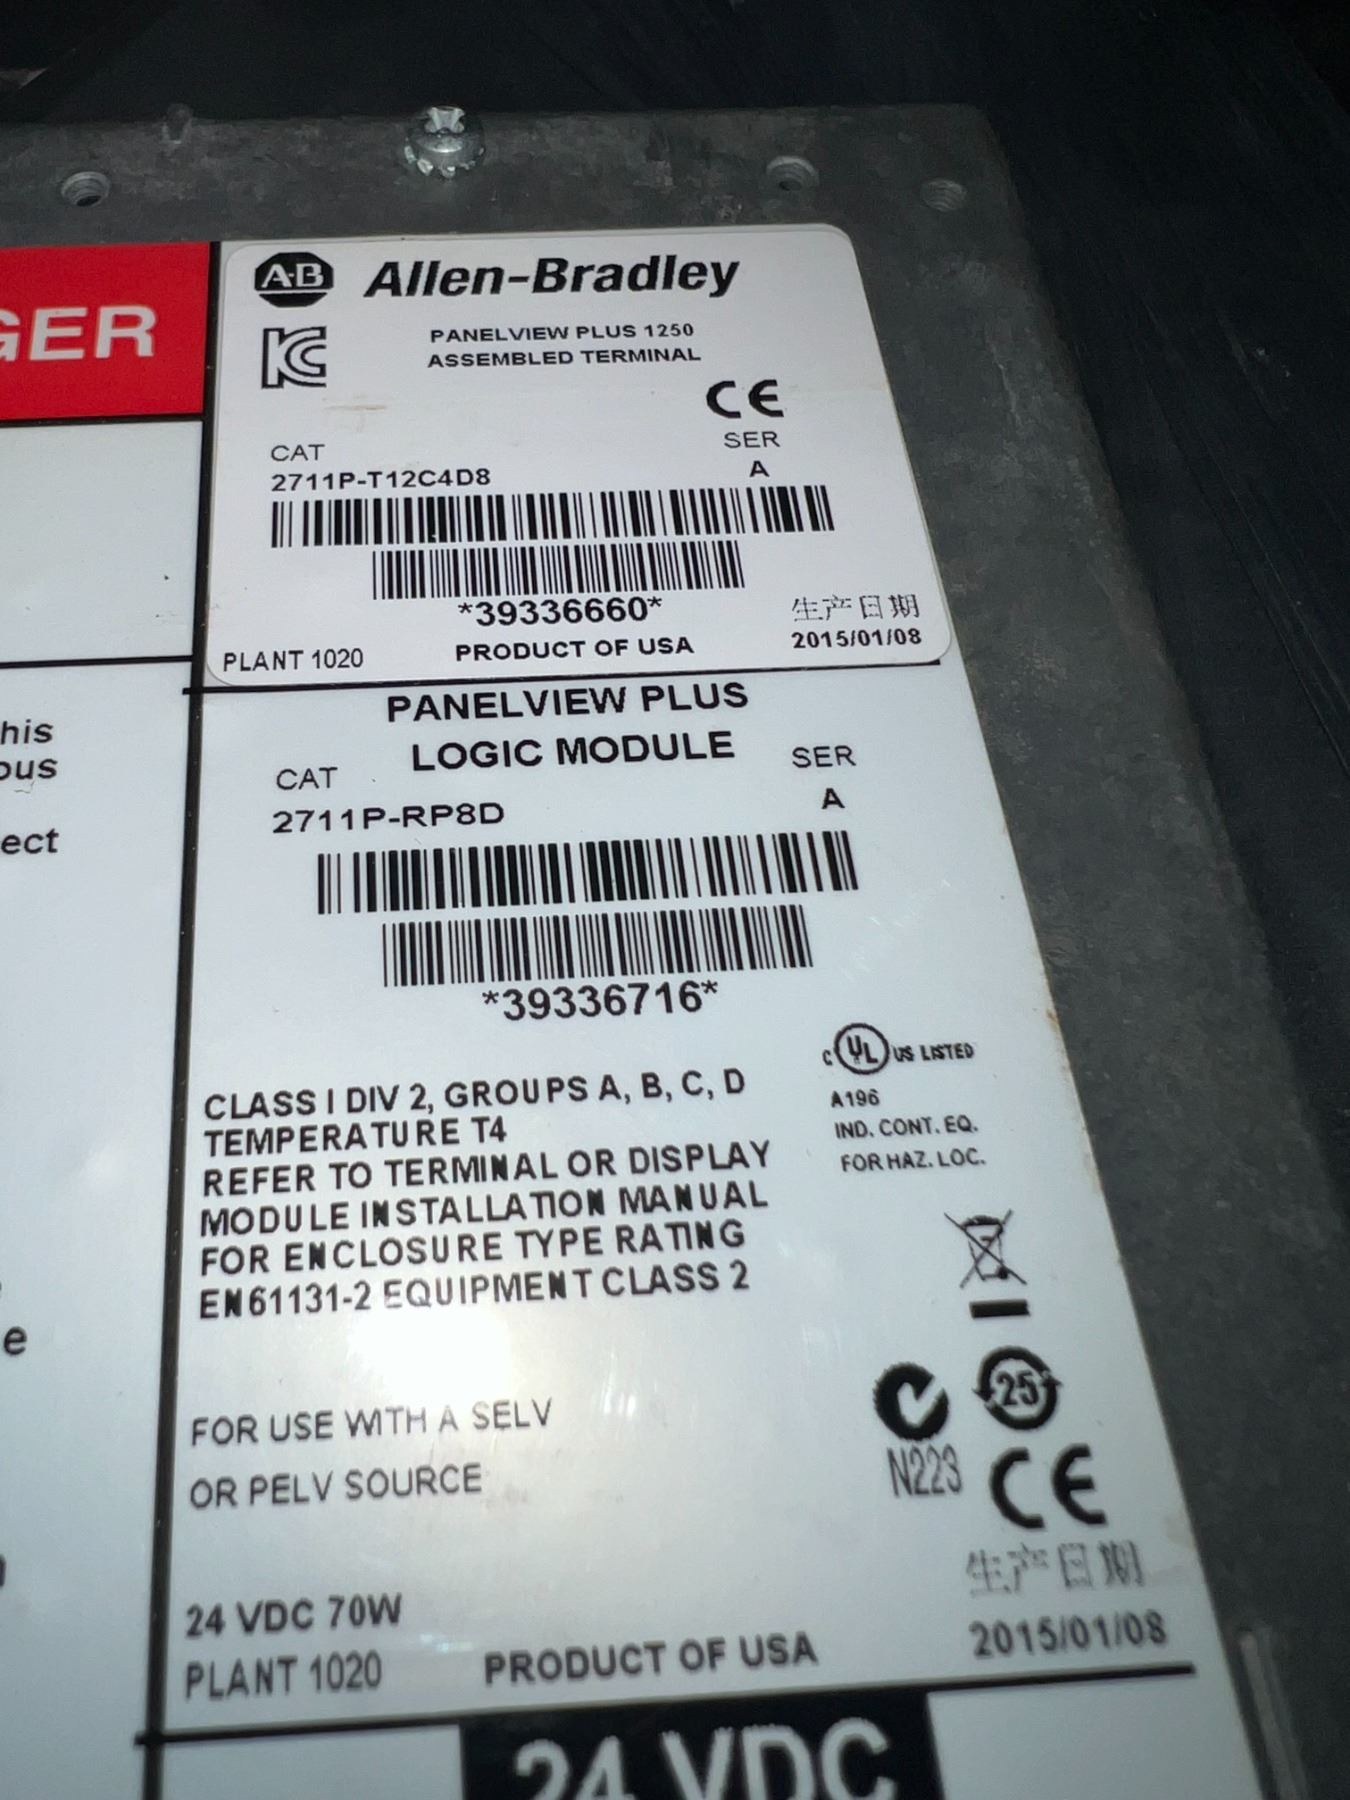 GER
A-B Allen-Bradley
KC
PANELVIEW PLUS 1250
ASSEMBLED TERMINAL
CE
CAT
SER
2711P-T12C4D8
A
*39336660*
生产日期
PLANT 1020
PRODUCT OF USA
2015/01/08
his
ous
ect
e
PANELVIEW PLUS
LOGIC MODULE
CAT
SER
2711P-RP8D
A
*39336716*
C UL US LISTED
A196
IND. CONT. EQ.
FOR HAZ. LOC.
CLASS I DIV 2, GROUPS A, B, C, D
TEMPERATURE T4
REFER TO TERMINAL OR DISPLAY
MODULE INSTALLATION MANUAL
FOR ENCLOSURE TYPE RATING
EN61131-2 EQUIPMENT CLASS 2
25
N223
CE
FOR USE WITH A SELV
OR PELV SOURCE
生产日期
24 VDC 70W
PLANT 1020
PRODUCT OF USA
2015/01/08
24 VDC